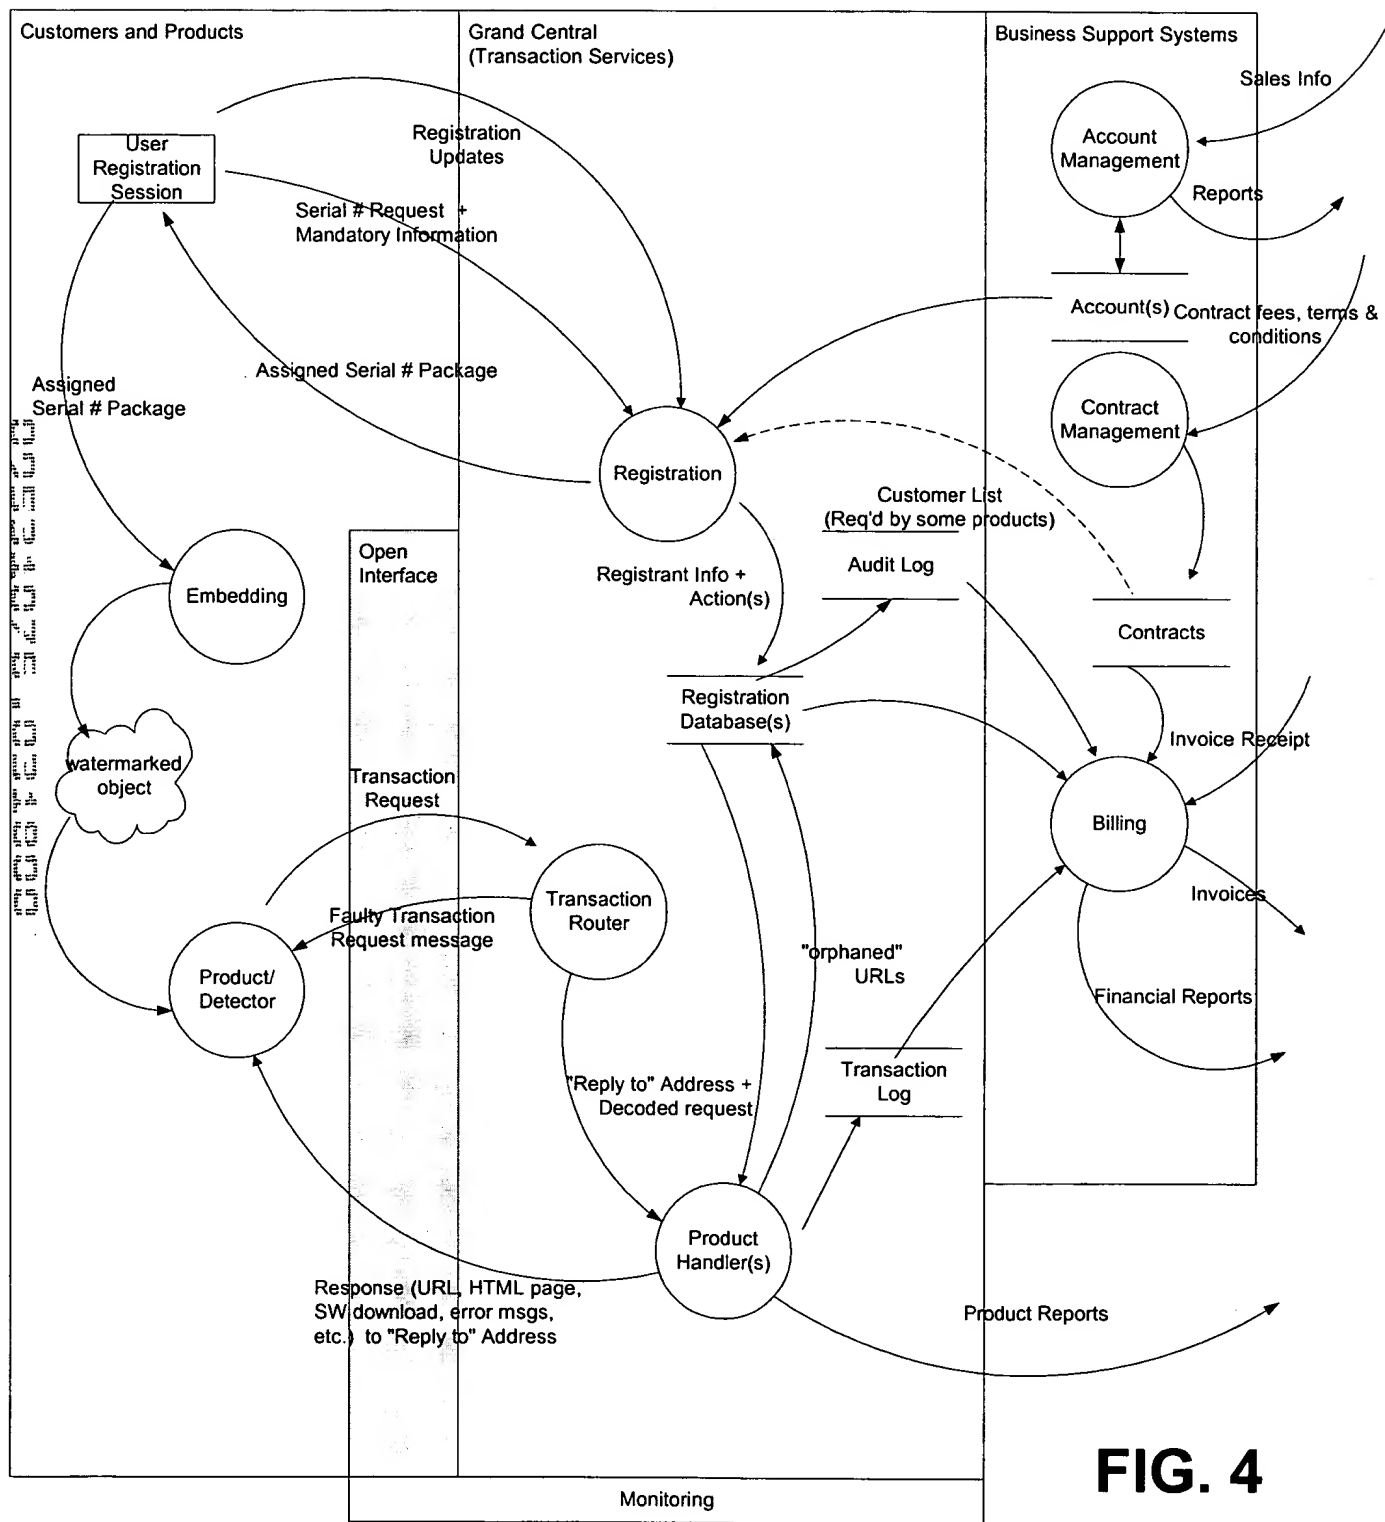 Customers and Products
Grand Central
(Transaction Services)
Business Support Systems
Sales Info
User
Registration
Session
Registration
Updates
Account
Management
Reports
Serial # Request +
Mandatory Information
Account(s)
Contract fees, terms &
conditions
Assigned Serial # Package
Assigned
Serial # Package
Contract
Management
Registration
Customer List
(Req'd by some products)
Open
Interface
Audit Log
Registrant Info +
Action(s)
Embedding
Contracts
Registration
Database(s)
Invoice Receipt
watermarked
object
Transaction
Request
Billing
Invoices
Transaction
Router
Faulty Transaction
Request message
"orphaned"
URLs
Product/
Detector
Financial Reports
Transaction
Log
"Reply to" Address +
Decoded request
Product
Handler(s)
Response (URL, HTML page,
SW download, error msgs,
etc.) to "Reply to" Address
Product Reports
FIG. 4
Monitoring